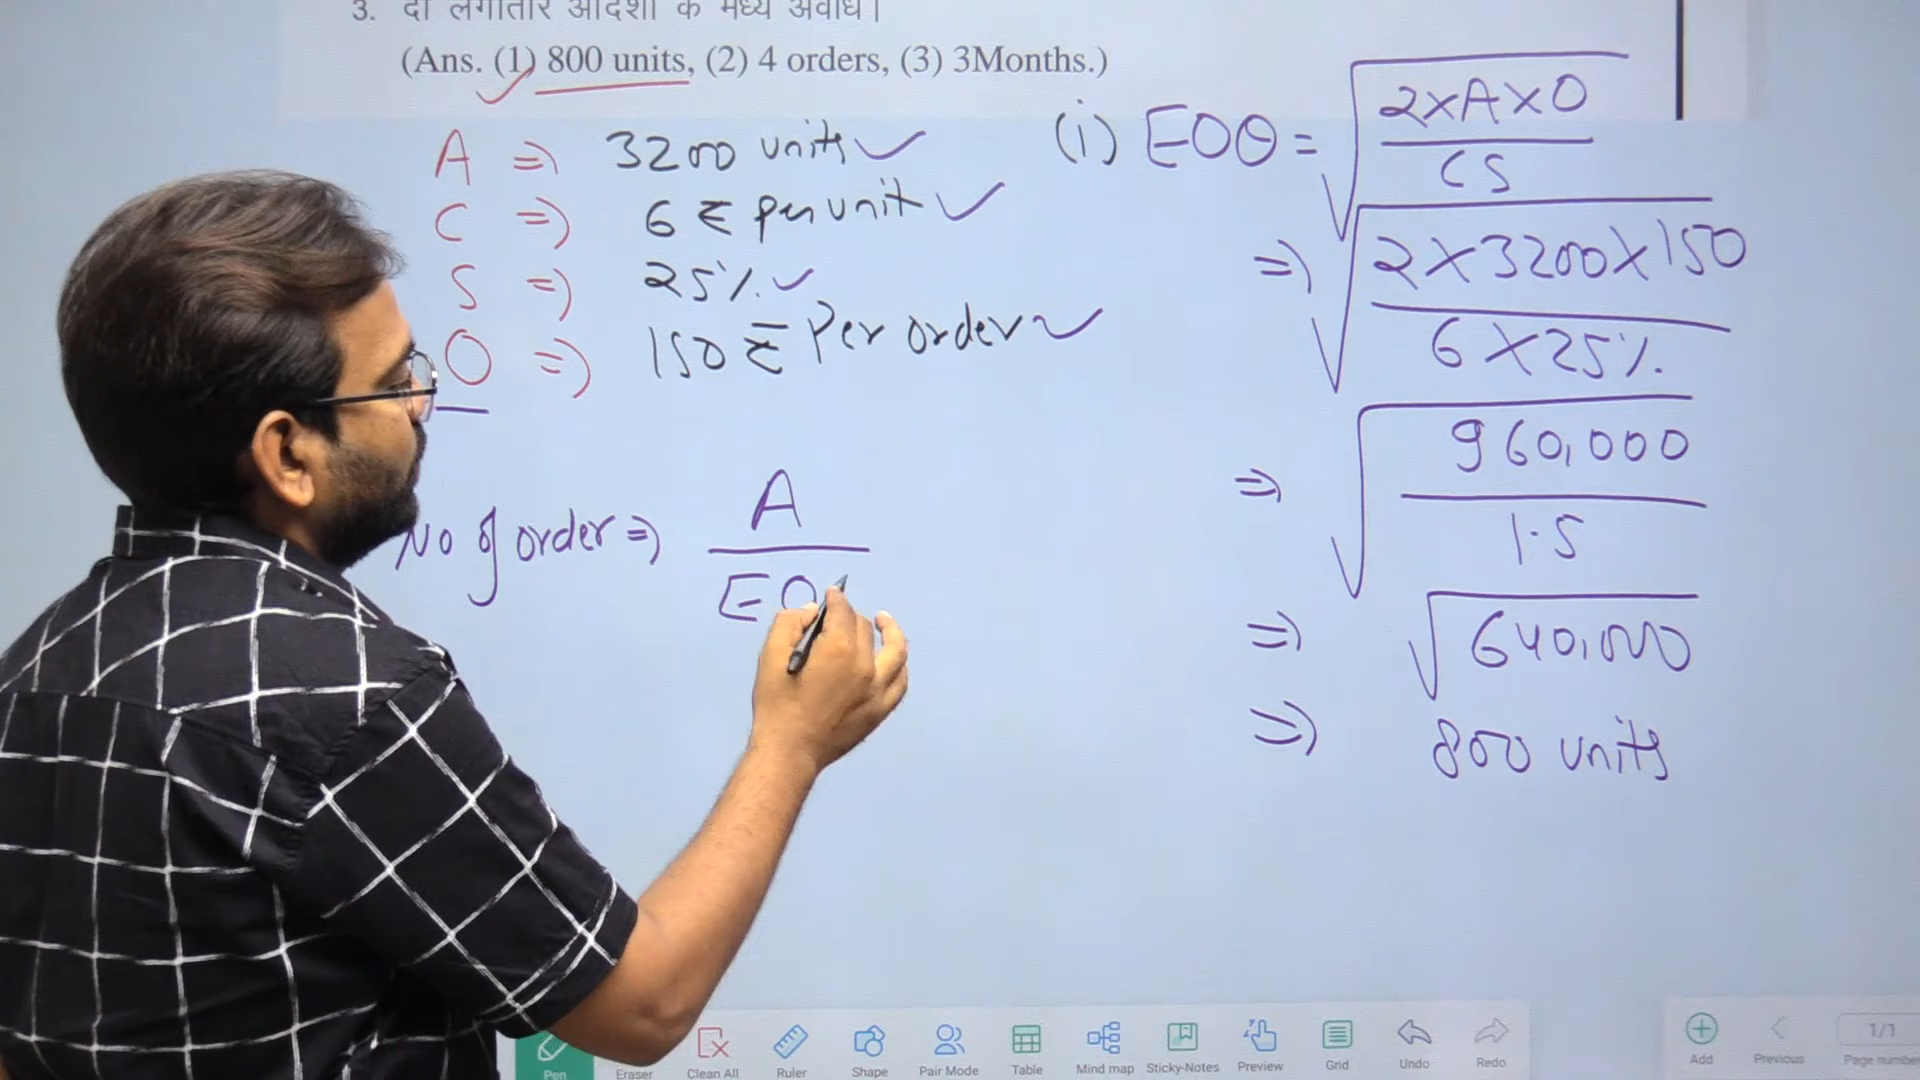 3. दो लगातार आदेशों के मध्य अवधि।
(Ans. (1) 800 units, (2) 4 orders, (3) 3Months.)
A ⇒ 3200 units ✓
C ⇒ 6 ₹ per unit ✓
S ⇒ 25% ✓
O ⇒ 150 ₹ Per order ✓
No of order ⇒ A / EO
(i) EOQ = √ 2×A×O / CS
⇒ √ 2×3200×150 / 6×25%
⇒ √ 960,000 / 1.5
⇒ √ 640,000
⇒ 800 units
Pen Eraser Clean All Ruler Shape Pair Mode Table Mind map Sticky-Notes Preview Grid Undo Redo Add Previous 1/1 Page number